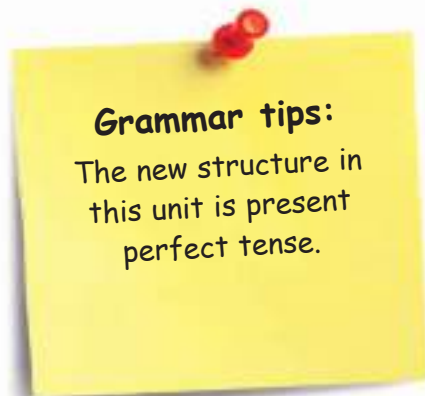 Grammar tips:
The new structure in
this unit is present
perfect tense.